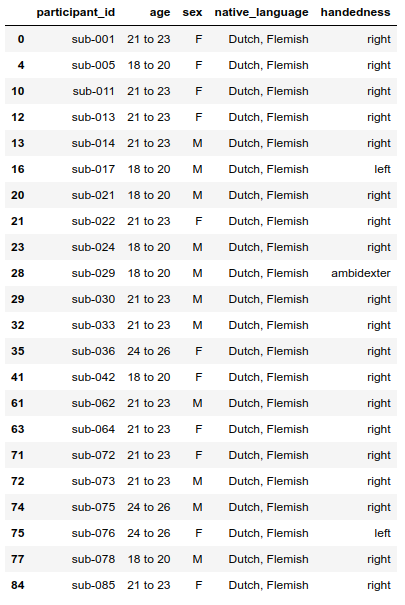 participant_id age sex native_language handedness
0 sub-001 21 to 23 F Dutch, Flemish right
4 sub-005 18 to 20 F Dutch, Flemish right
10 sub-011 21 to 23 F Dutch, Flemish right
12 sub-013 21 to 23 F Dutch, Flemish right
13 sub-014 21 to 23 M Dutch, Flemish right
16 sub-017 18 to 20 M Dutch, Flemish left
20 sub-021 18 to 20 M Dutch, Flemish right
21 sub-022 21 to 23 F Dutch, Flemish right
23 sub-024 18 to 20 M Dutch, Flemish right
28 sub-029 18 to 20 M Dutch, Flemish ambidexter
29 sub-030 21 to 23 M Dutch, Flemish right
32 sub-033 21 to 23 M Dutch, Flemish right
35 sub-036 24 to 26 F Dutch, Flemish right
41 sub-042 18 to 20 F Dutch, Flemish right
61 sub-062 21 to 23 M Dutch, Flemish right
63 sub-064 21 to 23 F Dutch, Flemish right
71 sub-072 21 to 23 F Dutch, Flemish right
72 sub-073 21 to 23 M Dutch, Flemish right
74 sub-075 24 to 26 M Dutch, Flemish right
75 sub-076 24 to 26 F Dutch, Flemish left
77 sub-078 18 to 20 M Dutch, Flemish right
84 sub-085 21 to 23 F Dutch, Flemish right